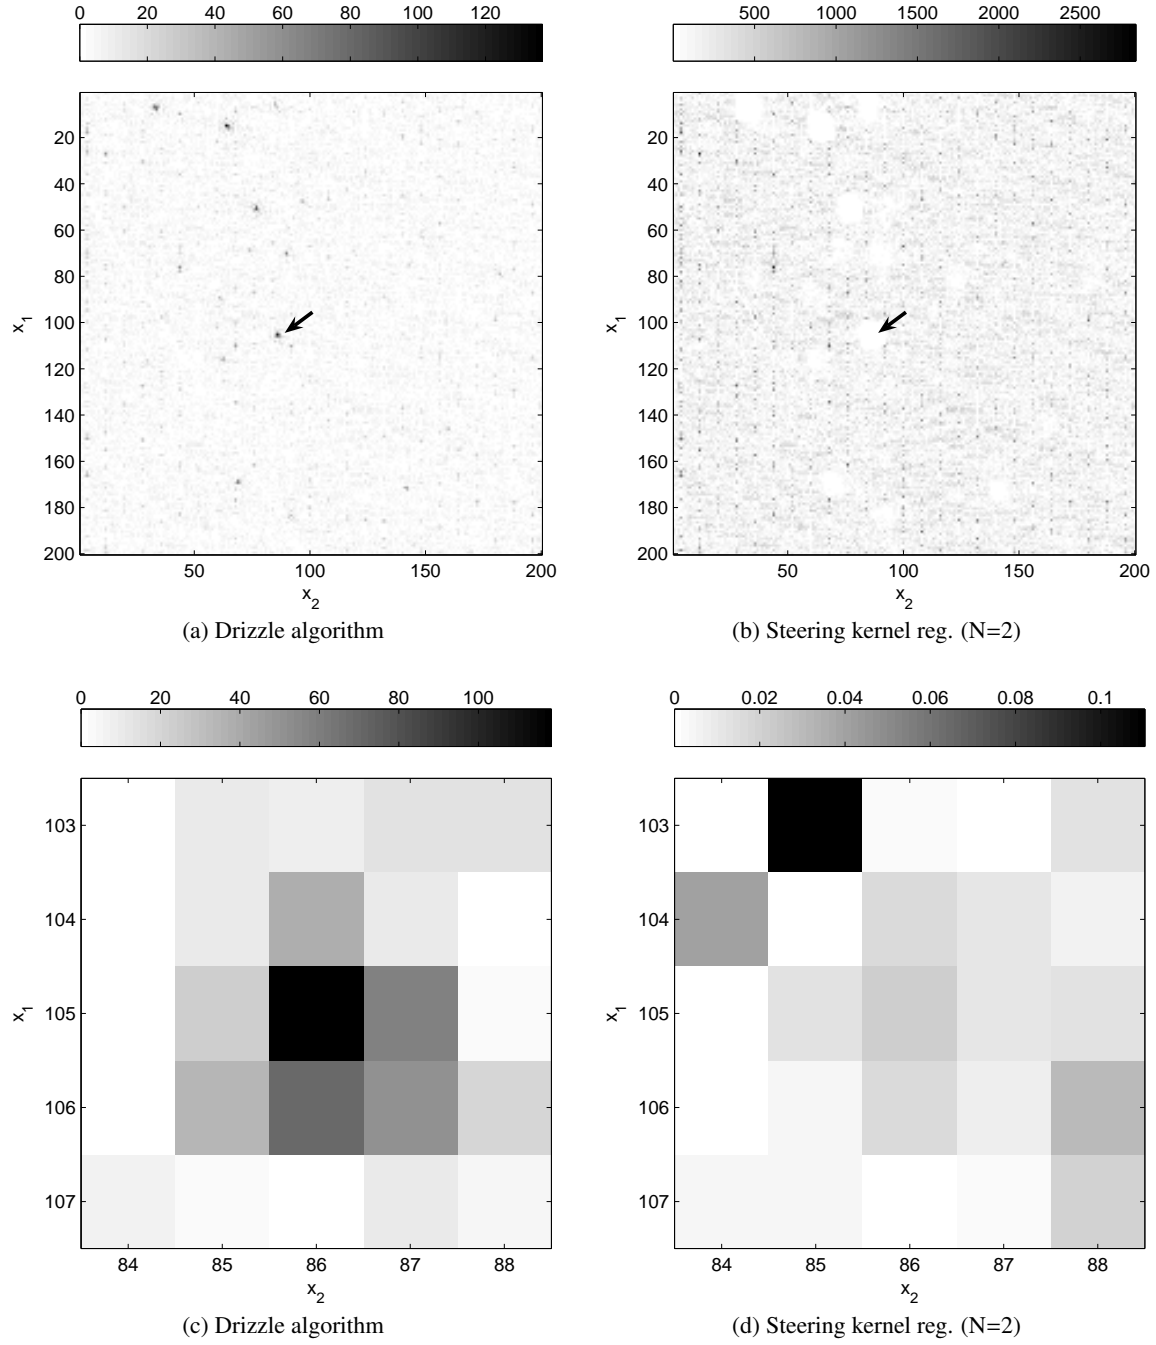 0 20 40 60 80 100 120
500 1000 1500 2000 2500
20
40
60
80
100
120
140
160
180
200
x1
50 100 150 200
x2
20
40
60
80
100
120
140
160
180
200
x1
50 100 150 200
x2
(a) Drizzle algorithm
(b) Steering kernel reg. (N=2)
0 20 40 60 80 100
0 0.02 0.04 0.06 0.08 0.1
103
104
105
106
107
x1
84 85 86 87 88
x2
103
104
105
106
107
x1
84 85 86 87 88
x2
(c) Drizzle algorithm
(d) Steering kernel reg. (N=2)